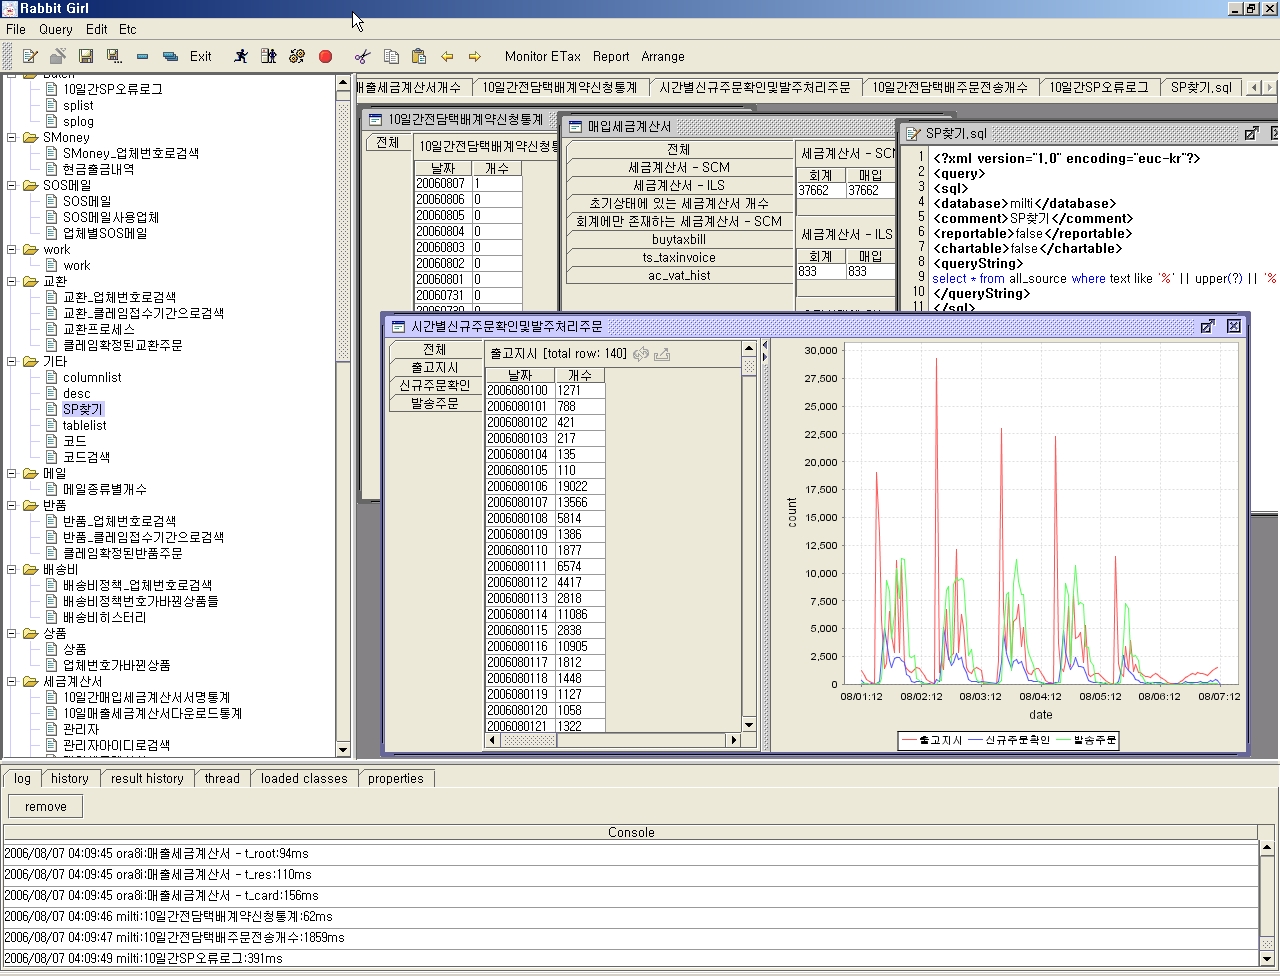 Rabbit Girl
File Query Edit Etc
Exit Monitor ETax Report Arrange
Batch
10일간SP오류로그
splist
splog
SMoney
SMoney_업체번호로검색
현금출금내역
SOS메일
SOS메일
SOS메일사용업체
업체별SOS메일
work
work
교환
교환_업체번호로검색
교환_클레임접수기간으로검색
교환프로세스
클레임확정된교환주문
기타
columnlist
desc
SP찾기
tablelist
코드
코드검색
메일
메일종류별개수
반품
반품_업체번호로검색
반품_클레임접수기간으로검색
클레임확정된반품주문
배송비
배송비정책_업체번호로검색
배송비정책번호가바뀐상품들
배송비히스터리
상품
상품
업체번호가바뀐상품
세금계산서
10일간매입세금계산서서명통계
10일매출세금계산서다운로드통계
관리자
관리자아이디로검색
매출세금계산서개수 10일간전담택배계약신청통계 시간별신규주문확인및발주처리주문 10일간전담택배주문전송개수 10일간SP오류로그 SP찾기.sql
10일간전담택배계약신청통계
전체
10일간전담택배계약신청통
날짜 개수
20060807 1
20060806 0
20060805 0
20060804 0
20060803 0
20060802 0
20060801 0
20060731 0
20060730 0
매입세금계산서
전체
세금계산서 - SCM
세금계산서 - ILS
초기상태에 있는 세금계산서 개수
회계에만 존재하는 세금계산서 - SCM
buytaxbill
ts_taxinvoice
ac_vat_hist
세금계산서 - SCM
회계 매입
37662 37662
세금계산서 - ILS
회계 매입
833 833
SP찾기.sql
1 <?xml version="1.0" encoding="euc-kr"?>
2 <query>
3 <sql>
4 <database>milti</database>
5 <comment>SP찾기</comment>
6 <reportable>false</reportable>
7 <chartable>false</chartable>
8 <queryString>
9 select * from all_source where text like '%' || upper(?) || '%
10 </queryString>
11 </sql>
시간별신규주문확인및발주처리주문
전체
출고지시
신규주문확인
발송주문
출고지시 [total row: 140]
날짜 개수
2006080100 1271
2006080101 788
2006080102 421
2006080103 217
2006080104 135
2006080105 110
2006080106 19022
2006080107 13566
2006080108 5814
2006080109 1386
2006080110 1877
2006080111 6574
2006080112 4417
2006080113 2818
2006080114 11086
2006080115 2838
2006080116 10905
2006080117 1812
2006080118 1448
2006080119 1127
2006080120 1058
2006080121 1322
30,000
27,500
25,000
22,500
20,000
17,500
15,000
12,500
10,000
7,500
5,000
2,500
0
count
08/01:12 08/02:12 08/03:12 08/04:12 08/05:12 08/06:12 08/07:12
date
출고지시 신규주문확인 발송주문
log history result history thread loaded classes properties
remove
Console
2006/08/07 04:09:45 ora8i:매출세금계산서 - t_root:94ms
2006/08/07 04:09:45 ora8i:매출세금계산서 - t_res:110ms
2006/08/07 04:09:45 ora8i:매출세금계산서 - t_card:156ms
2006/08/07 04:09:46 milti:10일간전담택배계약신청통계:62ms
2006/08/07 04:09:47 milti:10일간전담택배주문전송개수:1859ms
2006/08/07 04:09:49 milti:10일간SP오류로그:391ms